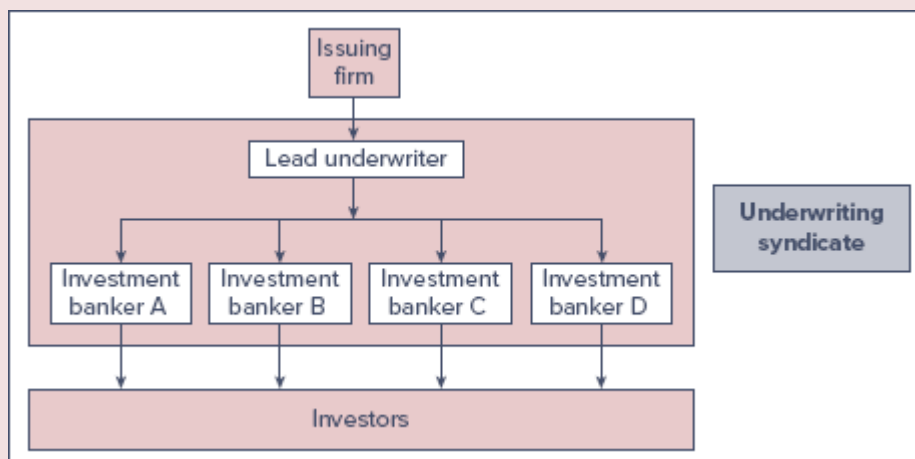 Issuing
firm
Lead underwriter
Underwriting
syndicate
Investment
banker A
Investment
banker B
Investment
banker C
Investment
banker D
Investors